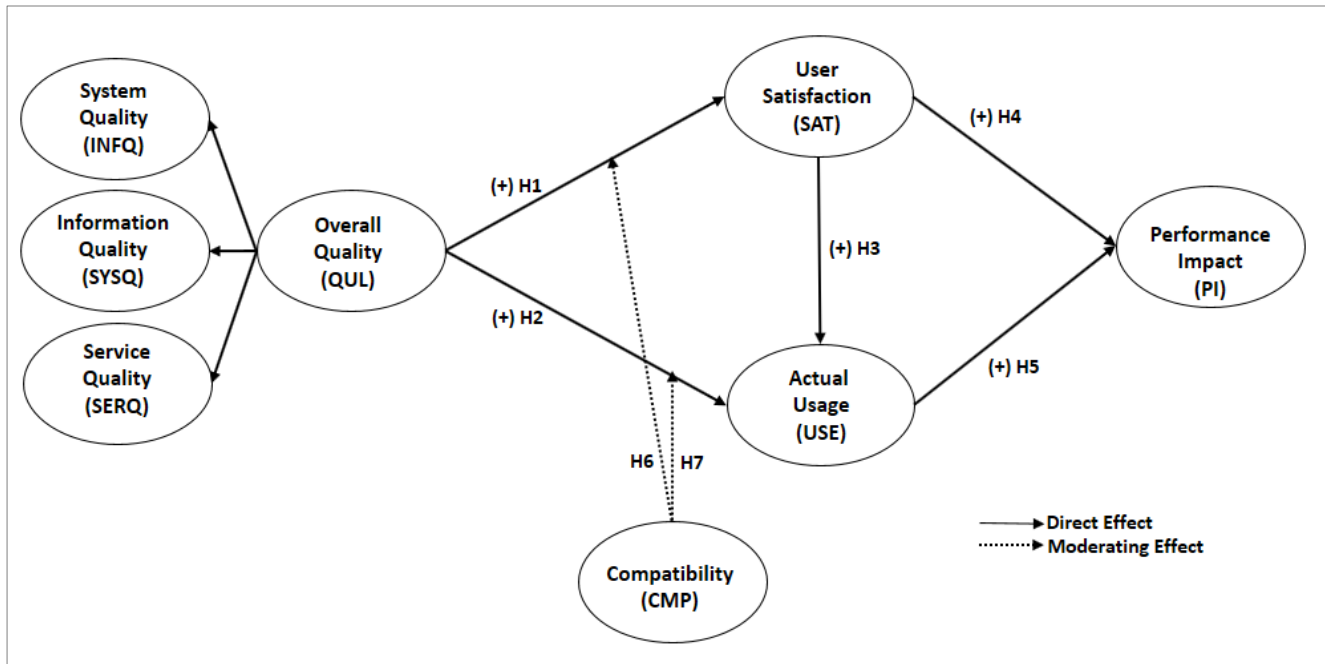 System
Quality
(INFQ)
Information
Quality
(SYSQ)
Service
Quality
(SERQ)
Overall
Quality
(QUL)
(+) H1
(+) H2
User
Satisfaction
(SAT)
(+) H3
Actual
Usage
(USE)
(+) H4
(+) H5
Performance
Impact
(PI)
H6
H7
Compatibility
(CMP)
Direct Effect
Moderating Effect